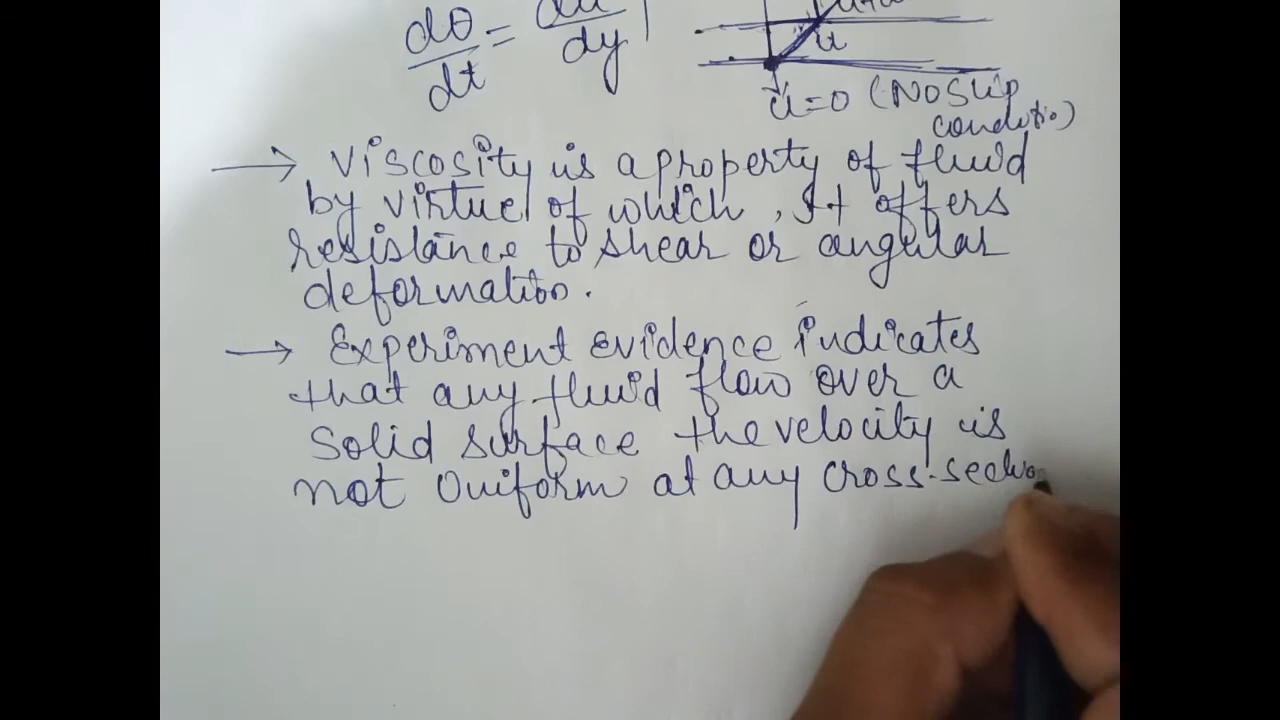 dθ/dt = du/dy
u
u=0 (No Slip
condition)
→ Viscosity is a property of fluid
by virtue of which, It offers
resistance to shear or angular
deformation.
→ Experiment evidence indicates
that any fluid flow over a
Solid surface the velocity is
not Uniform at any cross-section